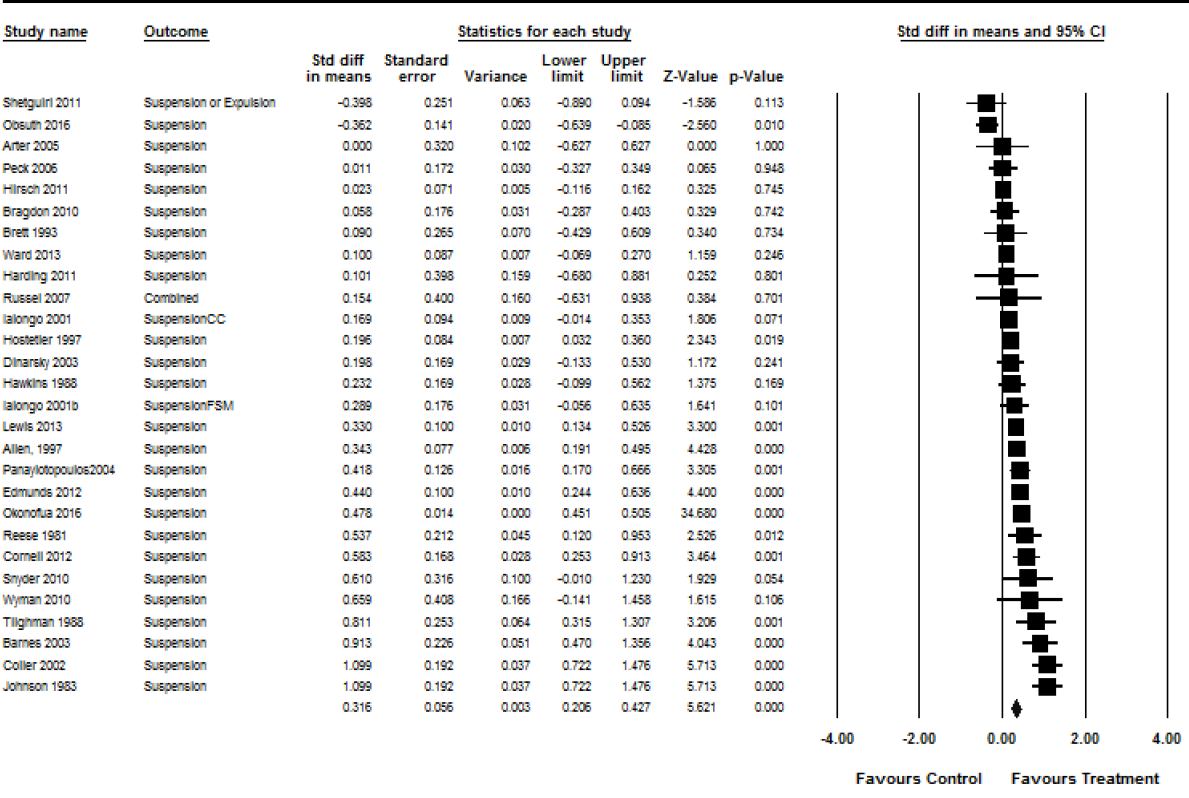 Study name Outcome Statistics for each study Std diff in means and 95% CI
Std diff in means Standard error Variance Lower limit Upper limit Z-Value p-Value
Shetguiri 2011 Suspension or Expulsion -0.398 0.251 0.063 -0.890 0.094 -1.586 0.113
Obsuth 2016 Suspension -0.362 0.141 0.020 -0.639 -0.085 -2.560 0.010
Arter 2005 Suspension 0.000 0.320 0.102 -0.627 0.627 0.000 1.000
Peck 2006 Suspension 0.011 0.172 0.030 -0.327 0.349 0.065 0.948
Hirsch 2011 Suspension 0.023 0.071 0.005 -0.116 0.162 0.325 0.745
Bragdon 2010 Suspension 0.058 0.176 0.031 -0.287 0.403 0.329 0.742
Brett 1993 Suspension 0.090 0.265 0.070 -0.429 0.609 0.340 0.734
Ward 2013 Suspension 0.100 0.087 0.007 -0.069 0.270 1.159 0.246
Harding 2011 Suspension 0.101 0.398 0.159 -0.680 0.881 0.252 0.801
Russel 2007 Combined 0.154 0.400 0.160 -0.631 0.938 0.384 0.701
Ialongo 2001 SuspensionCC 0.169 0.094 0.009 -0.014 0.353 1.806 0.071
Hostetler 1997 Suspension 0.196 0.084 0.007 0.032 0.360 2.343 0.019
Dinarsky 2003 Suspension 0.198 0.169 0.029 -0.133 0.530 1.172 0.241
Hawkins 1988 Suspension 0.232 0.169 0.028 -0.099 0.562 1.375 0.169
Ialongo 2001b SuspensionFSM 0.289 0.176 0.031 -0.056 0.635 1.641 0.101
Lewis 2013 Suspension 0.330 0.100 0.010 0.134 0.526 3.300 0.001
Allen, 1997 Suspension 0.343 0.077 0.006 0.191 0.495 4.428 0.000
Panayiotopoulos2004 Suspension 0.418 0.126 0.016 0.170 0.666 3.305 0.001
Edmunds 2012 Suspension 0.440 0.100 0.010 0.244 0.636 4.400 0.000
Okonofua 2016 Suspension 0.478 0.014 0.000 0.451 0.505 34.680 0.000
Reese 1981 Suspension 0.537 0.212 0.045 0.120 0.953 2.526 0.012
Cornell 2012 Suspension 0.583 0.168 0.028 0.253 0.913 3.464 0.001
Snyder 2010 Suspension 0.610 0.316 0.100 -0.010 1.230 1.929 0.054
Wyman 2010 Suspension 0.659 0.408 0.166 -0.141 1.458 1.615 0.106
Tilghman 1988 Suspension 0.811 0.253 0.064 0.315 1.307 3.206 0.001
Barnes 2003 Suspension 0.913 0.226 0.051 0.470 1.356 4.043 0.000
Collier 2002 Suspension 1.099 0.192 0.037 0.722 1.476 5.713 0.000
Johnson 1983 Suspension 1.099 0.192 0.037 0.722 1.476 5.713 0.000
0.316 0.056 0.003 0.206 0.427 5.621 0.000
-4.00 -2.00 0.00 2.00 4.00
Favours Control Favours Treatment